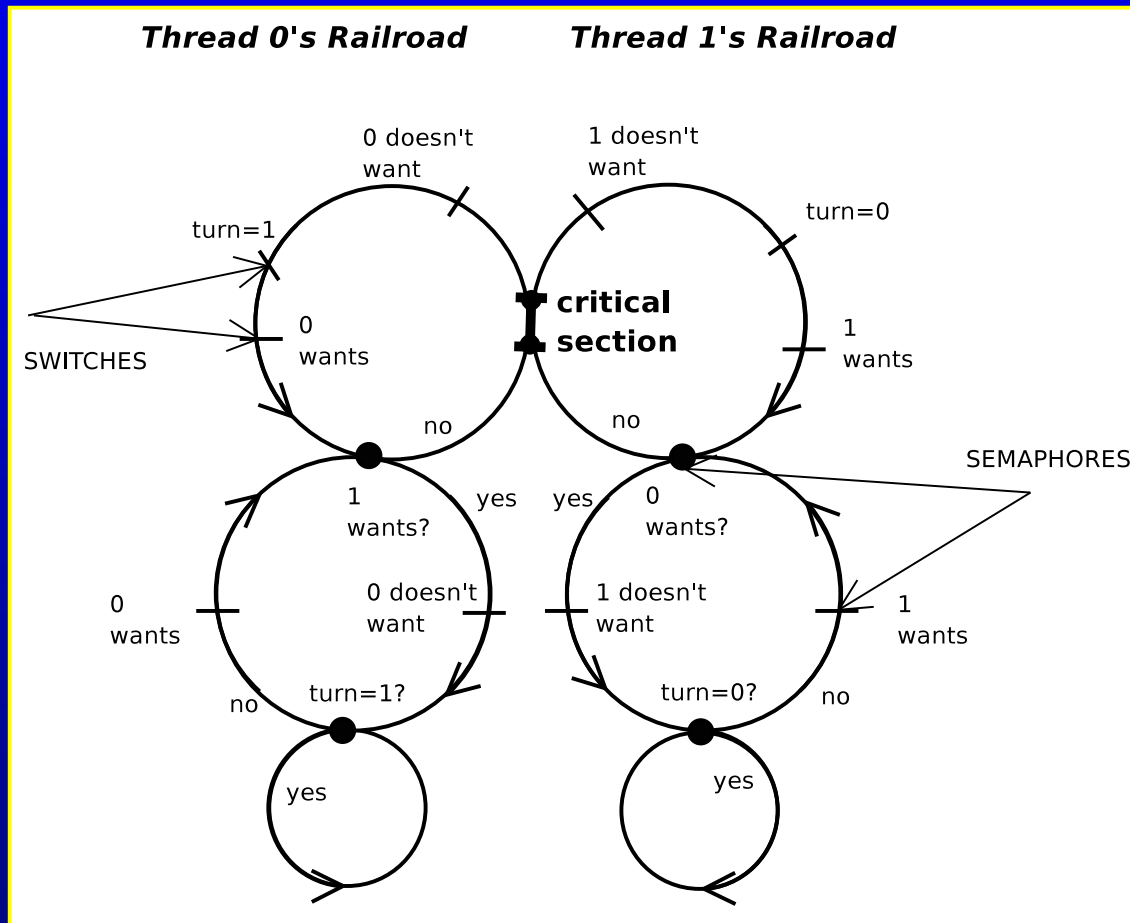 Thread 0's Railroad
Thread 1's Railroad
0 doesn't
want
1 doesn't
want
turn=1
turn=0
critical
section
0
wants
1
wants
SWITCHES
no
no
SEMAPHORES
1
wants?
yes
yes
0
wants?
0
wants
0 doesn't
want
1 doesn't
want
1
wants
no
turn=1?
turn=0?
no
yes
yes